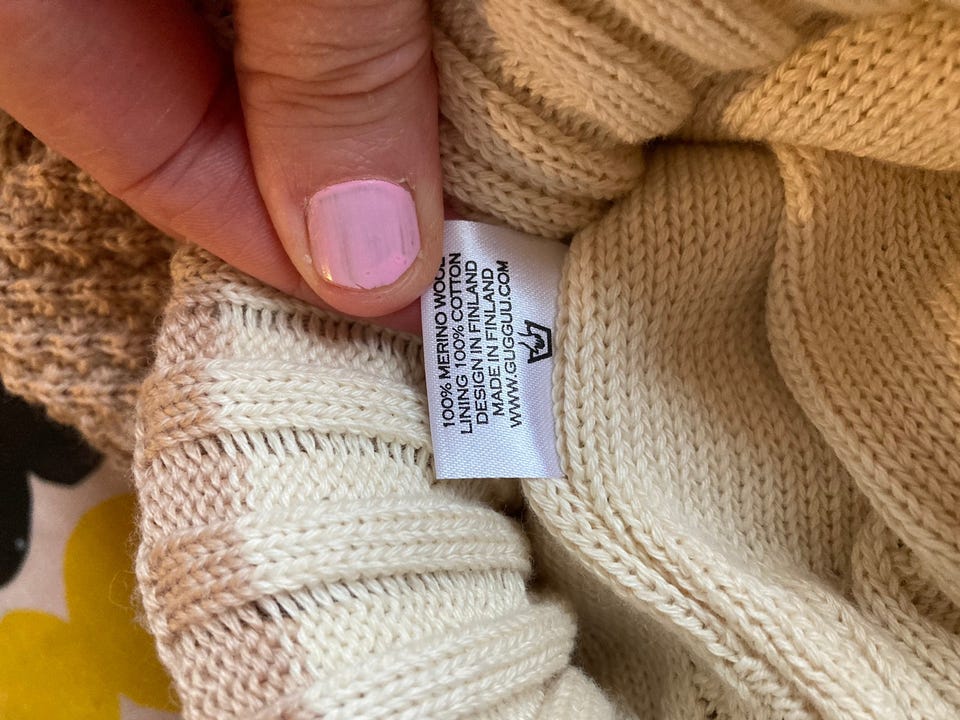 100% MERINO WOOL
LINING 100% COTTON
DESIGN IN FINLAND
MADE IN FINLAND
WWW.GUGGUU.COM